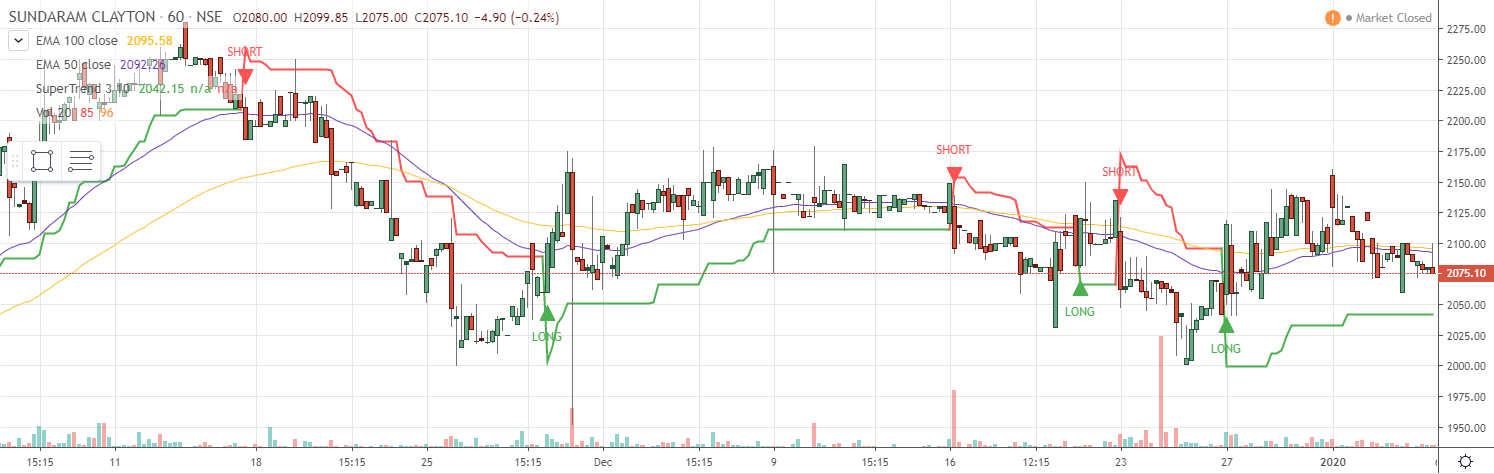 SUNDARAM CLAYTON · 60 · NSE O2080.00 H2099.85 L2075.00 C2075.10 −4.90 (−0.24%)
! ● Market Closed
EMA 100 close 2095.58
EMA 50 close 2092.26
SuperTrend 3 10 2042.15 n/a n/a
Vol 20 85 96
SHORT
LONG
SHORT
LONG
SHORT
LONG
2275.00
2250.00
2225.00
2200.00
2175.00
2150.00
2125.00
2100.00
2075.10
2050.00
2025.00
2000.00
1975.00
1950.00
15:15 11 18 15:15 25 15:15 Dec 15:15 9 15:15 16 12:15 23 27 2020